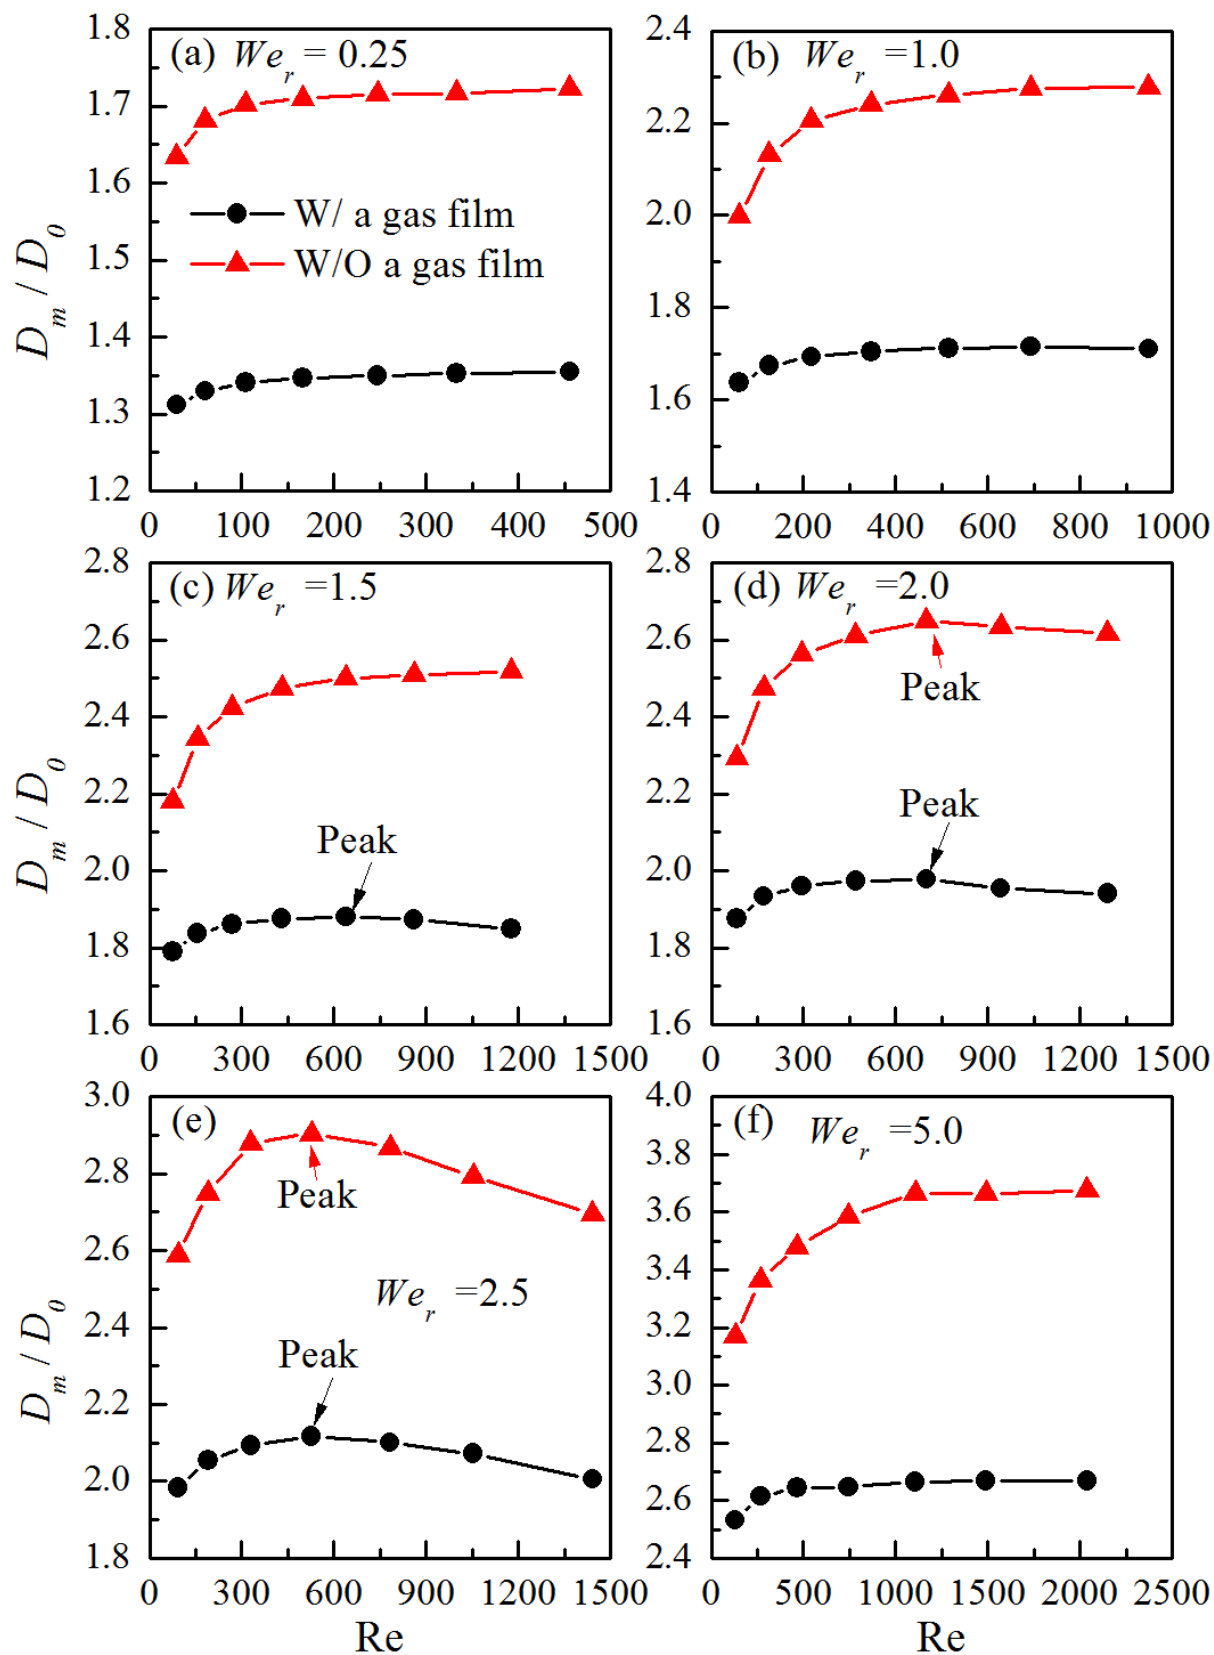 (a) We_r = 0.25
1.8
1.7
1.6
1.5
1.4
1.3
1.2
D_m / D_0
W/ a gas film
W/O a gas film
0 100 200 300 400 500
(b) We_r =1.0
2.4
2.2
2.0
1.8
1.6
1.4
0 200 400 600 800 1000
(c) We_r =1.5
2.8
2.6
2.4
2.2
2.0
1.8
1.6
D_m / D_0
Peak
0 300 600 900 1200 1500
(d) We_r =2.0
2.8
2.6
2.4
2.2
2.0
1.8
1.6
Peak
Peak
0 300 600 900 1200 1500
(e)
3.0
2.8
2.6
2.4
2.2
2.0
1.8
D_m / D_0
Peak
We_r =2.5
Peak
0 300 600 900 1200 1500
Re
(f) We_r =5.0
4.0
3.8
3.6
3.4
3.2
3.0
2.8
2.6
2.4
0 500 1000 1500 2000 2500
Re